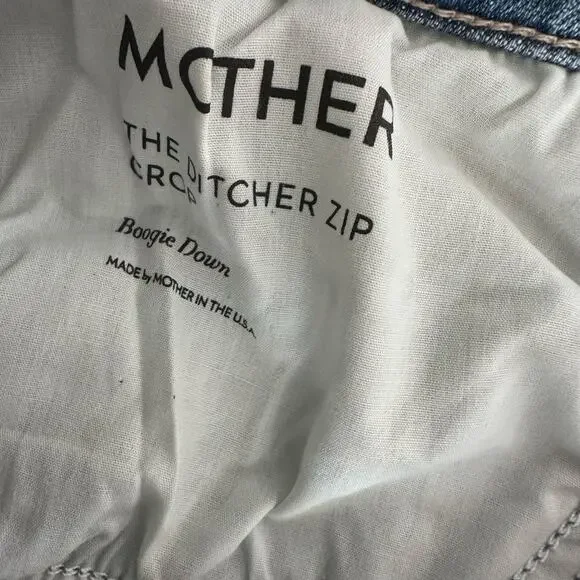 MOTHER
THE DITCHER ZIP
CROP
Boogie Down
MADE by MOTHER IN THE U.S.A.